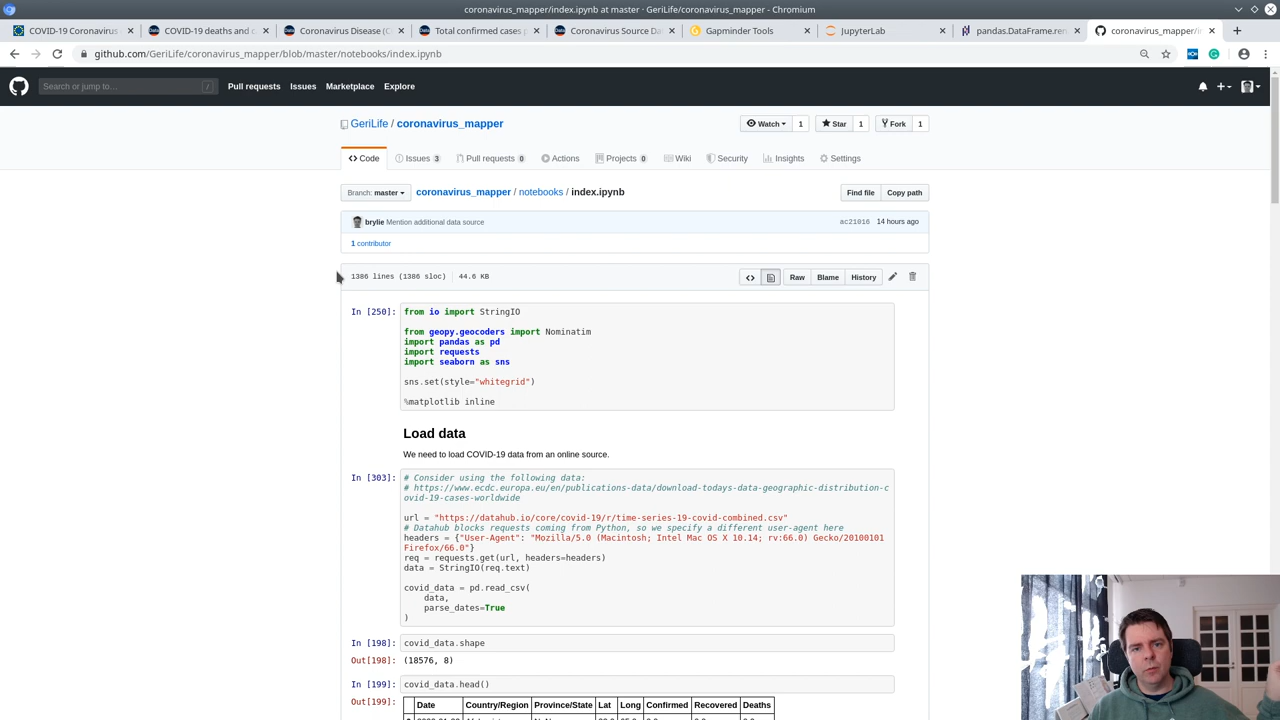 coronavirus_mapper/index.ipynb at master · GeriLife/coronavirus_mapper - Chromium
COVID-19 Coronavirus
COVID-19 deaths and c
Coronavirus Disease (C
Total confirmed cases p
Coronavirus Source Dat
Gapminder Tools
JupyterLab
pandas.DataFrame.ren
coronavirus_mapper/i
github.com/GeriLife/coronavirus_mapper/blob/master/notebooks/index.ipynb
Search or jump to... /
Pull requests Issues Marketplace Explore
GeriLife / coronavirus_mapper
Watch 1 Star 1 Fork 1
Code Issues 3 Pull requests 0 Actions Projects 0 Wiki Security Insights Settings
Branch: master coronavirus_mapper / notebooks / index.ipynb Find file Copy path
brylie Mention additional data source ac21016 14 hours ago
1 contributor
1386 lines (1386 sloc) 44.6 KB Raw Blame History
In [250]: from io import StringIO
from geopy.geocoders import Nominatim
import pandas as pd
import requests
import seaborn as sns
sns.set(style="whitegrid")
%matplotlib inline
Load data
We need to load COVID-19 data from an online source.
In [303]: # Consider using the following data:
# https://www.ecdc.europa.eu/en/publications-data/download-todays-data-geographic-distribution-c
ovid-19-cases-worldwide
url = "https://datahub.io/core/covid-19/r/time-series-19-covid-combined.csv"
# Datahub blocks requests coming from Python, so we specify a different user-agent here
headers = {"User-Agent": "Mozilla/5.0 (Macintosh; Intel Mac OS X 10.14; rv:66.0) Gecko/20100101
Firefox/66.0"}
req = requests.get(url, headers=headers)
data = StringIO(req.text)
covid_data = pd.read_csv(
data,
parse_dates=True
)
In [198]: covid_data.shape
Out[198]: (18576, 8)
In [199]: covid_data.head()
Out[199]: Date Country/Region Province/State Lat Long Confirmed Recovered Deaths